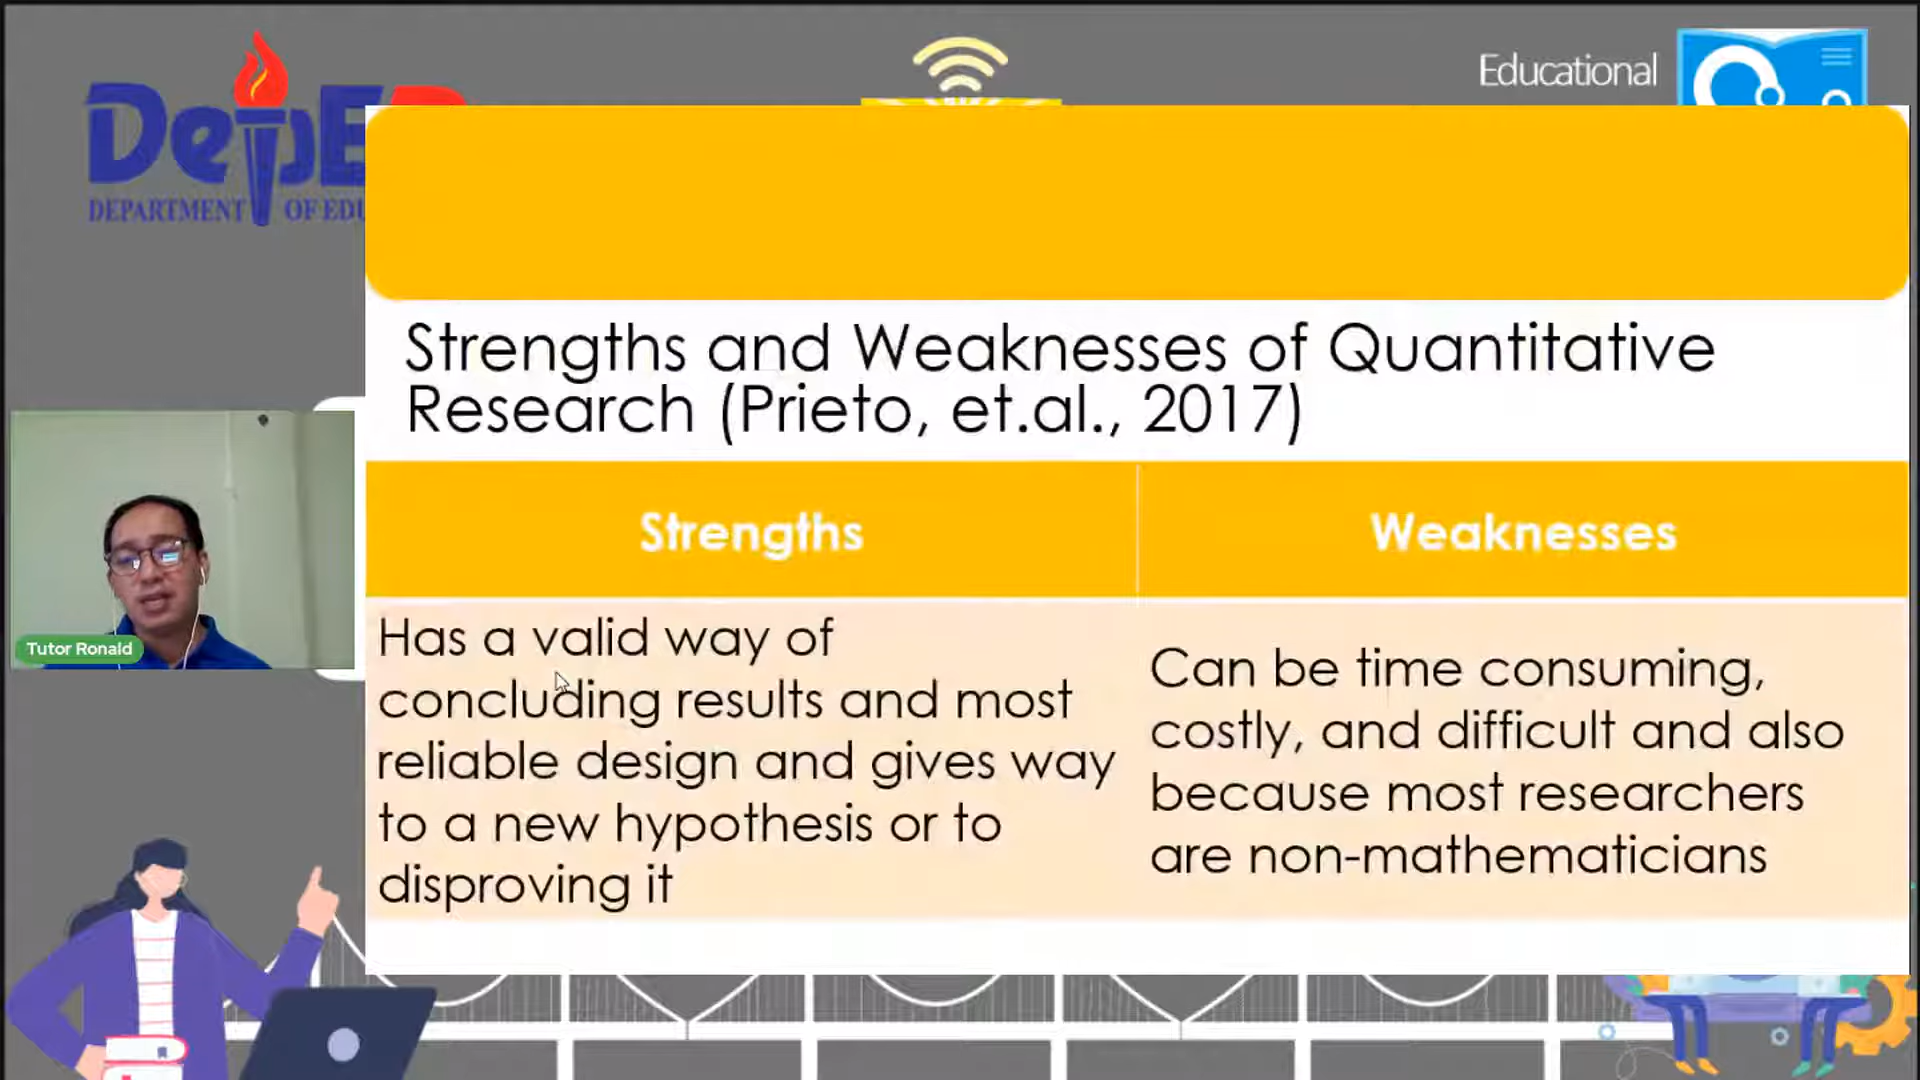 DepE
DEPARTMENT OF EDU
Educational
Strengths and Weaknesses of Quantitative
Research (Prieto, et.al., 2017)
Strengths
Weaknesses
Has a valid way of
concluding results and most
reliable design and gives way
to a new hypothesis or to
disproving it
Can be time consuming,
costly, and difficult and also
because most researchers
are non-mathematicians
Tutor Ronald